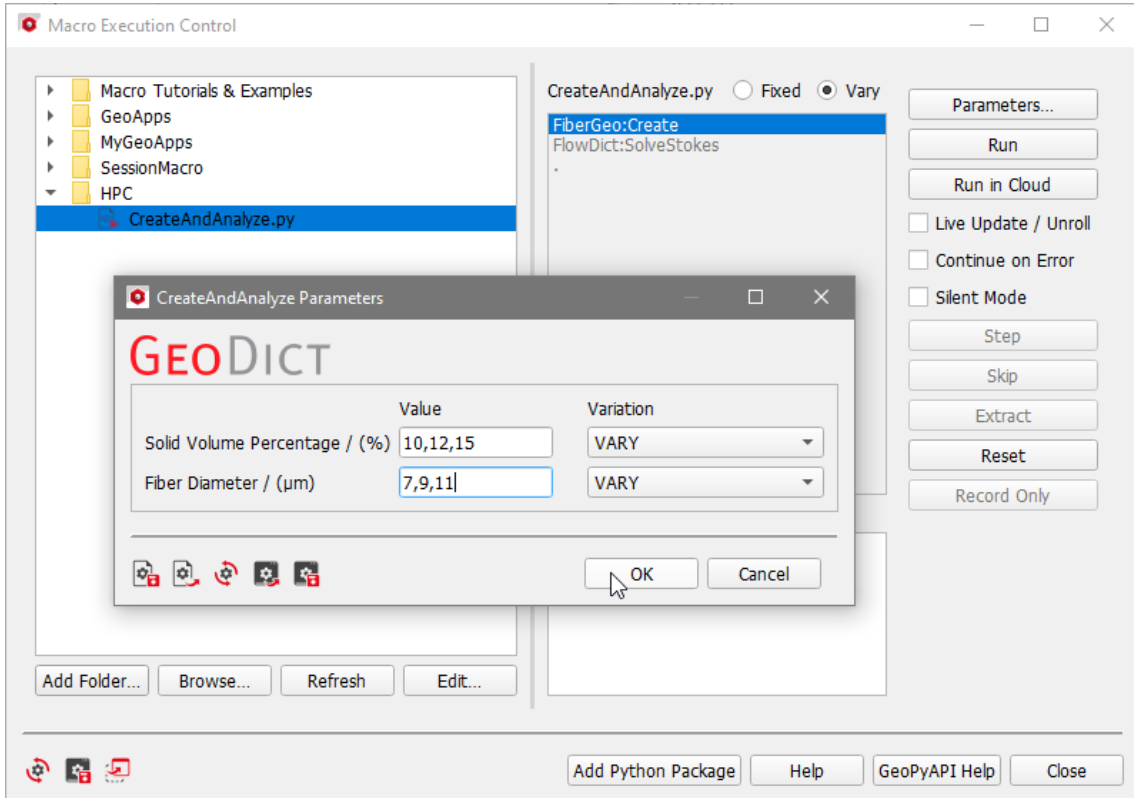 Macro Execution Control
Macro Tutorials & Examples
GeoApps
MyGeoApps
SessionMacro
HPC
CreateAndAnalyze.py
CreateAndAnalyze.py Fixed Vary
FiberGeo:Create
FlowDict:SolveStokes
.
Parameters...
Run
Run in Cloud
Live Update / Unroll
Continue on Error
Silent Mode
Step
Skip
Extract
Reset
Record Only
CreateAndAnalyze Parameters
GEODICT
Value Variation
Solid Volume Percentage / (%) 10,12,15 VARY
Fiber Diameter / (µm) 7,9,11 VARY
OK Cancel
Add Folder... Browse... Refresh Edit...
Add Python Package Help GeoPyAPI Help Close